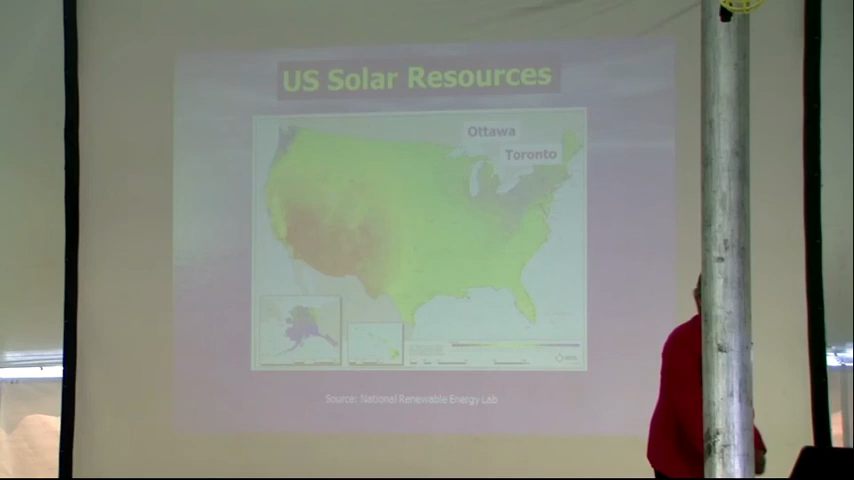 US Solar Resources
Ottawa
Toronto
Source: National Renewable Energy Lab